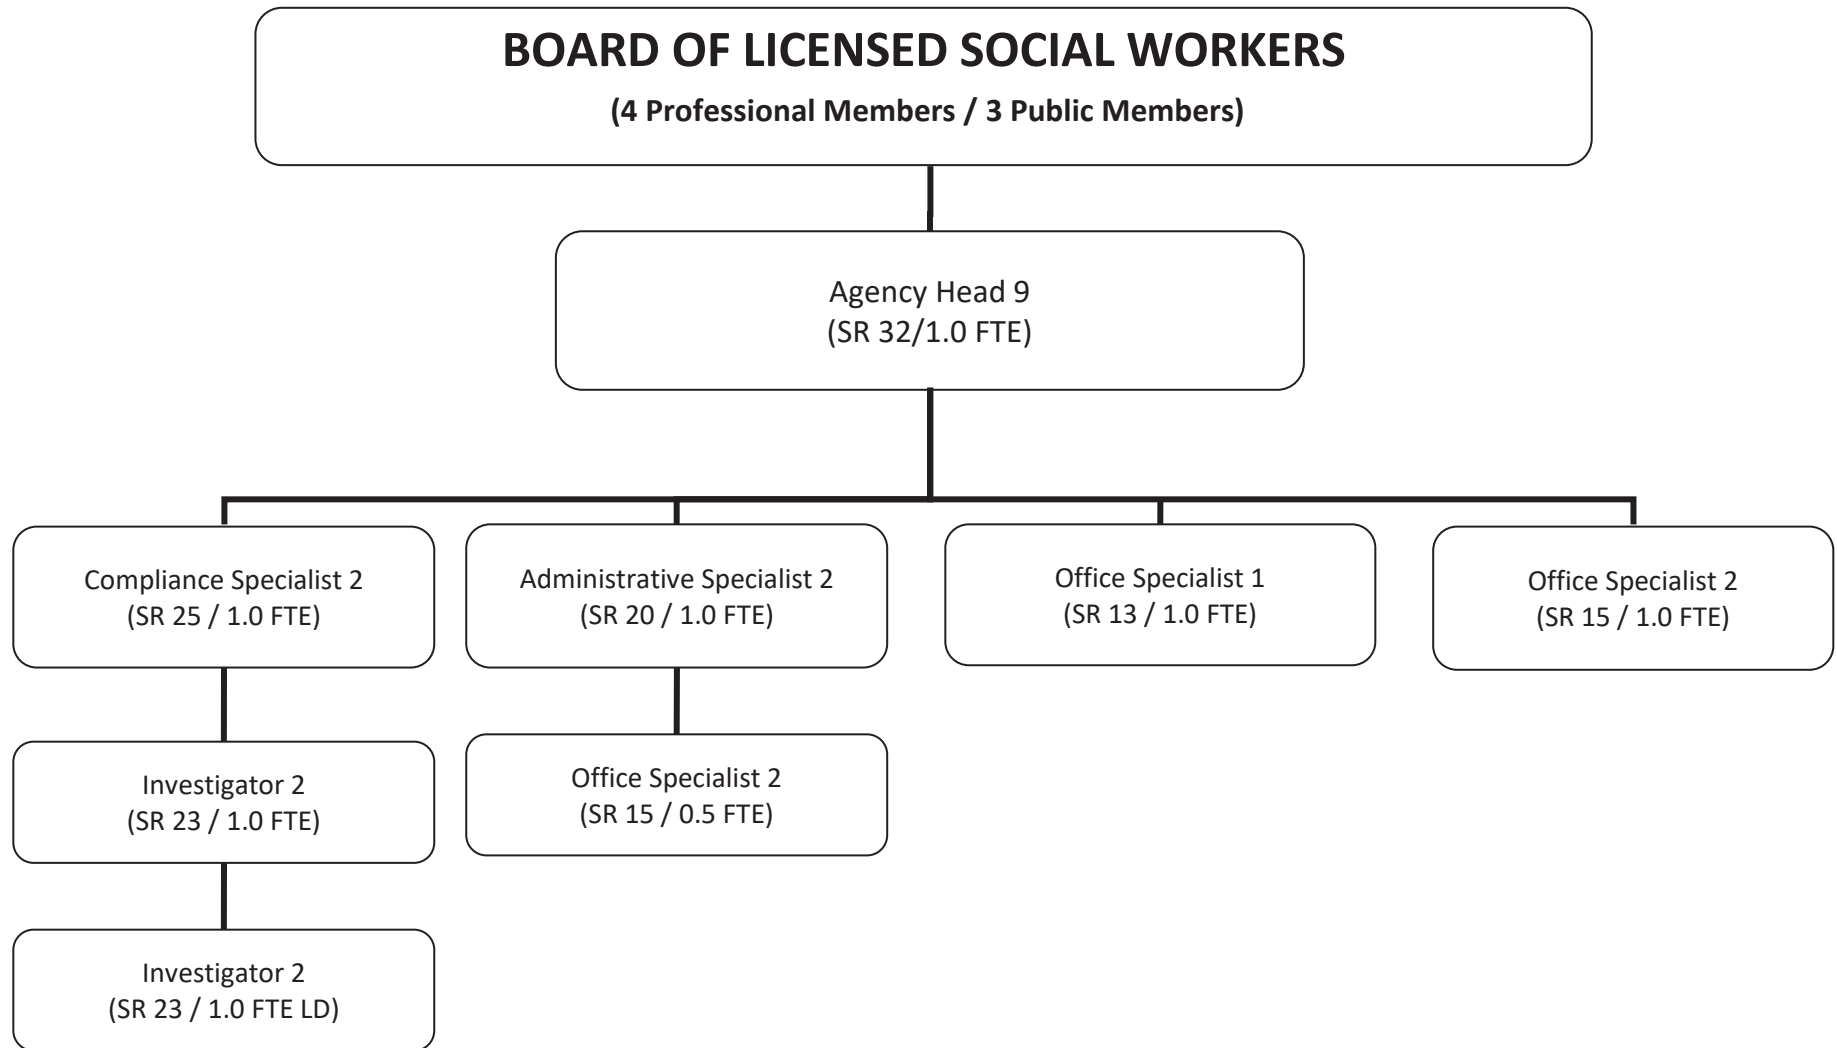 BOARD OF LICENSED SOCIAL WORKERS
(4 Professional Members / 3 Public Members)
Agency Head 9
(SR 32/1.0 FTE)
Compliance Specialist 2
(SR 25 / 1.0 FTE)
Administrative Specialist 2
(SR 20 / 1.0 FTE)
Office Specialist 1
(SR 13 / 1.0 FTE)
Office Specialist 2
(SR 15 / 1.0 FTE)
Investigator 2
(SR 23 / 1.0 FTE)
Office Specialist 2
(SR 15 / 0.5 FTE)
Investigator 2
(SR 23 / 1.0 FTE LD)